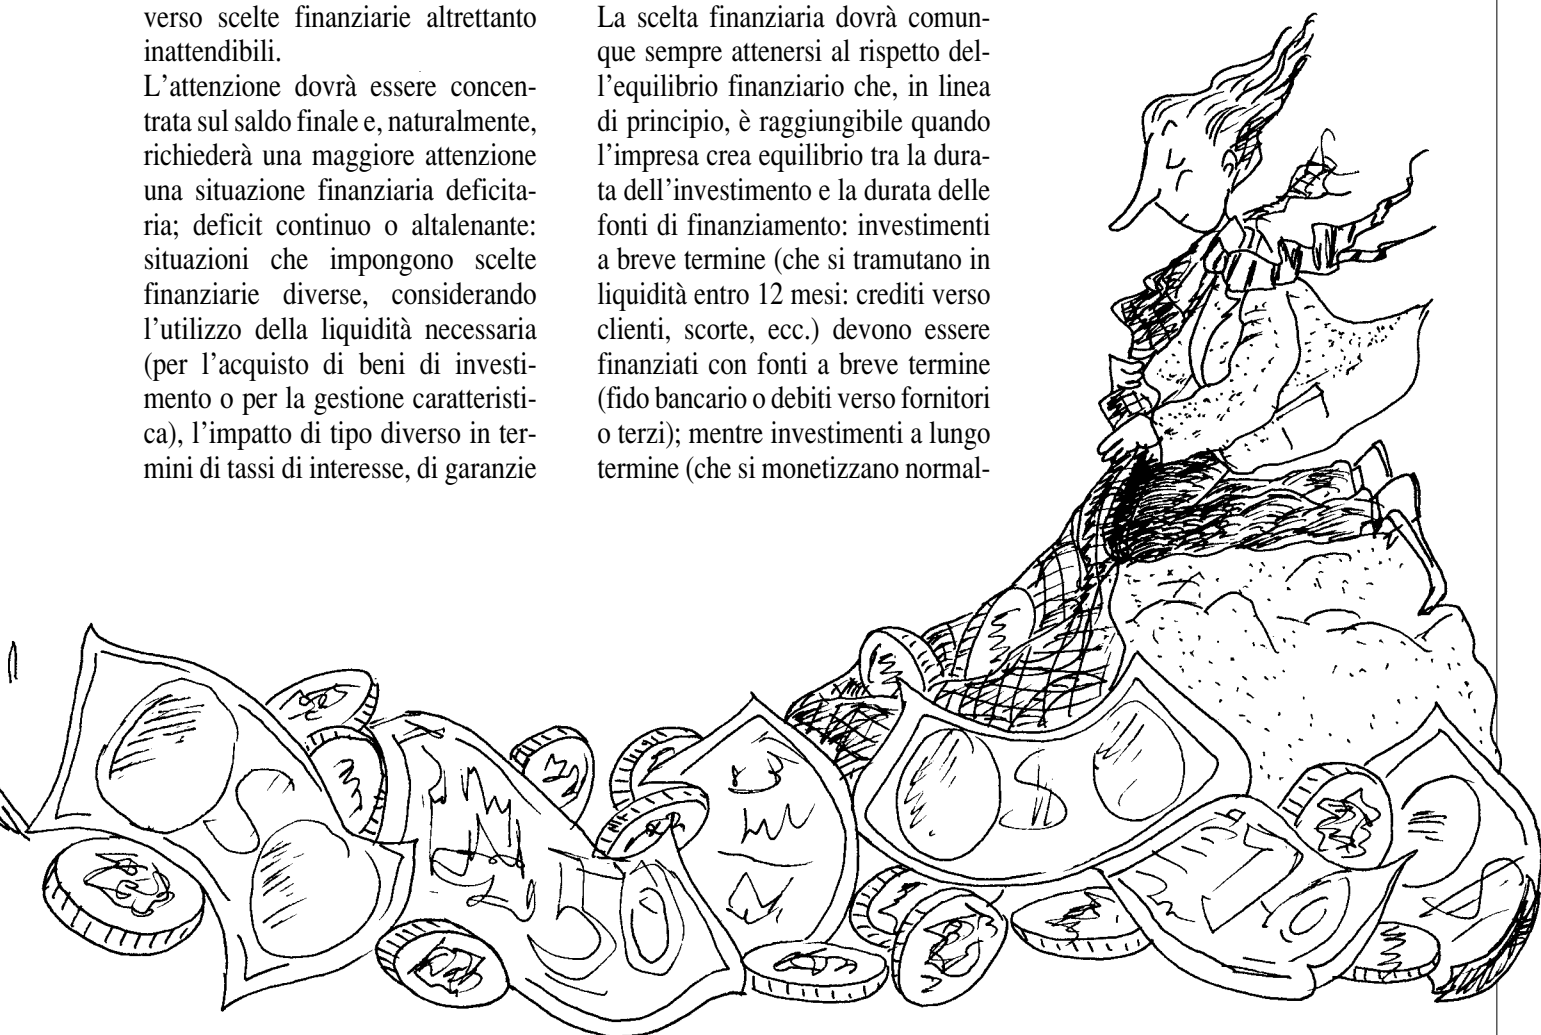 verso scelte finanziarie altrettanto
inattendibili.
L'attenzione dovrà essere concen-
trata sul saldo finale e, naturalmente,
richiederà una maggiore attenzione
una situazione finanziaria deficita-
ria; deficit continuo o altalenante:
situazioni che impongono scelte
finanziarie diverse, considerando
l'utilizzo della liquidità necessaria
(per l'acquisto di beni di investi-
mento o per la gestione caratteristi-
ca), l'impatto di tipo diverso in ter-
mini di tassi di interesse, di garanzie
La scelta finanziaria dovrà comun-
que sempre attenersi al rispetto del-
l'equilibrio finanziario che, in linea
di principio, è raggiungibile quando
l'impresa crea equilibrio tra la dura-
ta dell'investimento e la durata delle
fonti di finanziamento: investimenti
a breve termine (che si tramutano in
liquidità entro 12 mesi: crediti verso
clienti, scorte, ecc.) devono essere
finanziati con fonti a breve termine
(fido bancario o debiti verso fornitori
o terzi); mentre investimenti a lungo
termine (che si monetizzano normal-
50
10